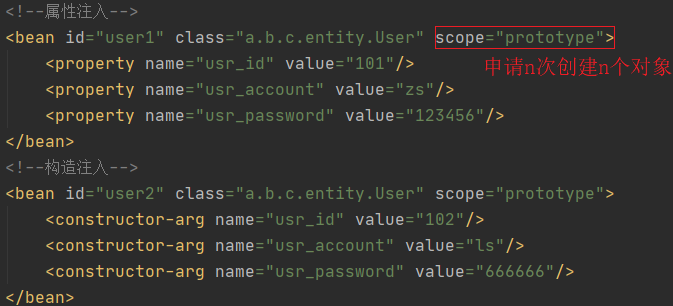 <!--属性注入-->
<bean id="user1" class="a.b.c.entity.User" scope="prototype">
申请n次创建n个对象
<property name="usr_id" value="101"/>
<property name="usr_account" value="zs"/>
<property name="usr_password" value="123456"/>
</bean>
<!--构造注入-->
<bean id="user2" class="a.b.c.entity.User" scope="prototype">
<constructor-arg name="usr_id" value="102"/>
<constructor-arg name="usr_account" value="ls"/>
<constructor-arg name="usr_password" value="666666"/>
</bean>